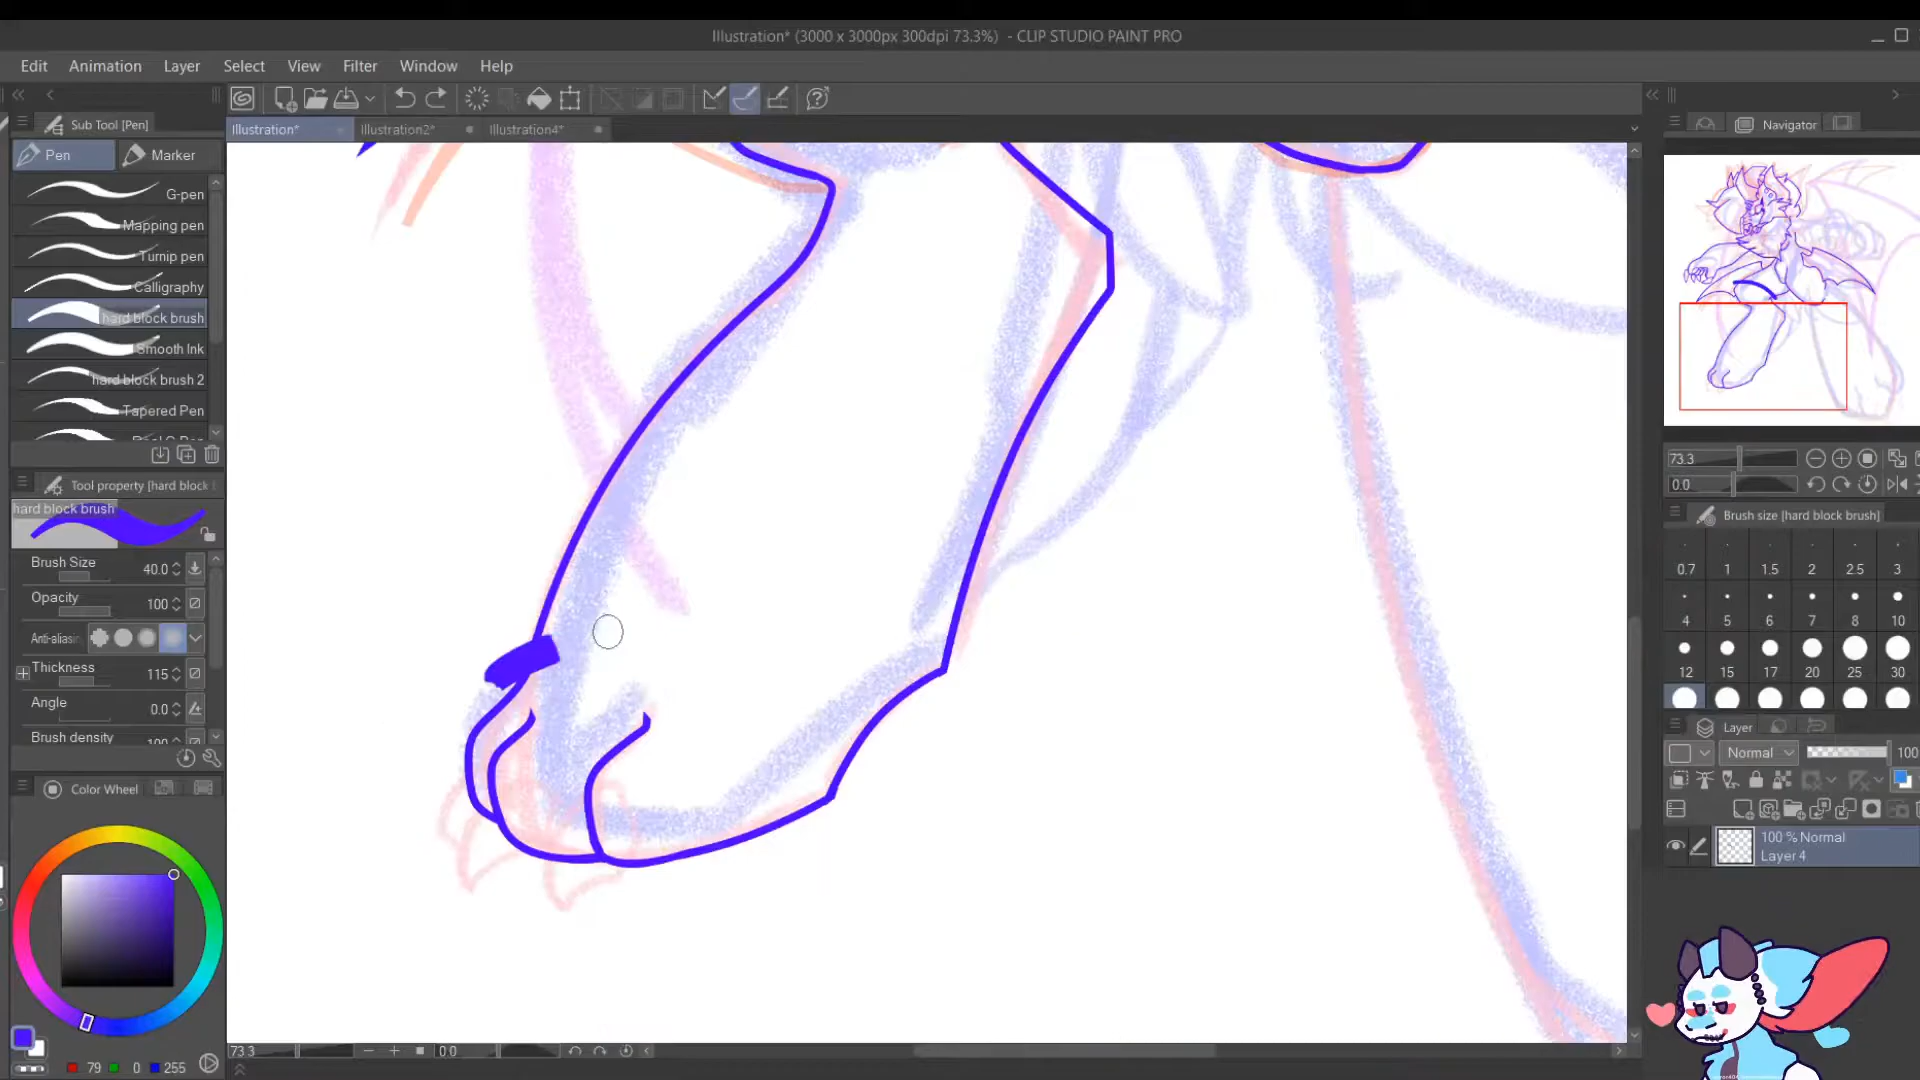 Illustration* (3000 x 3000px 300dpi 73.3%) - CLIP STUDIO PAINT PRO
Edit Animation Layer Select View Filter Window Help
Sub Tool [Pen]
Pen Marker
G-pen
Mapping pen
Turnip pen
Calligraphy
hard block brush
Smooth Ink
hard block brush 2
Tapered Pen
Tool property [hard block b
hard block brush
Brush Size 40.0
Opacity 100
Anti-aliasin
Thickness 115
Angle 0.0
Brush density 100
Color Wheel
79 0 255
Illustration* Illustration2* Illustration4*
73.3 0.0
Navigator
73.3
0.0
Brush size [hard block brush]
0.7 1 1.5 2 2.5 3
4 5 6 7 8 10
12 15 17 20 25 30
Layer
Normal 100
100 % Normal
Layer 4